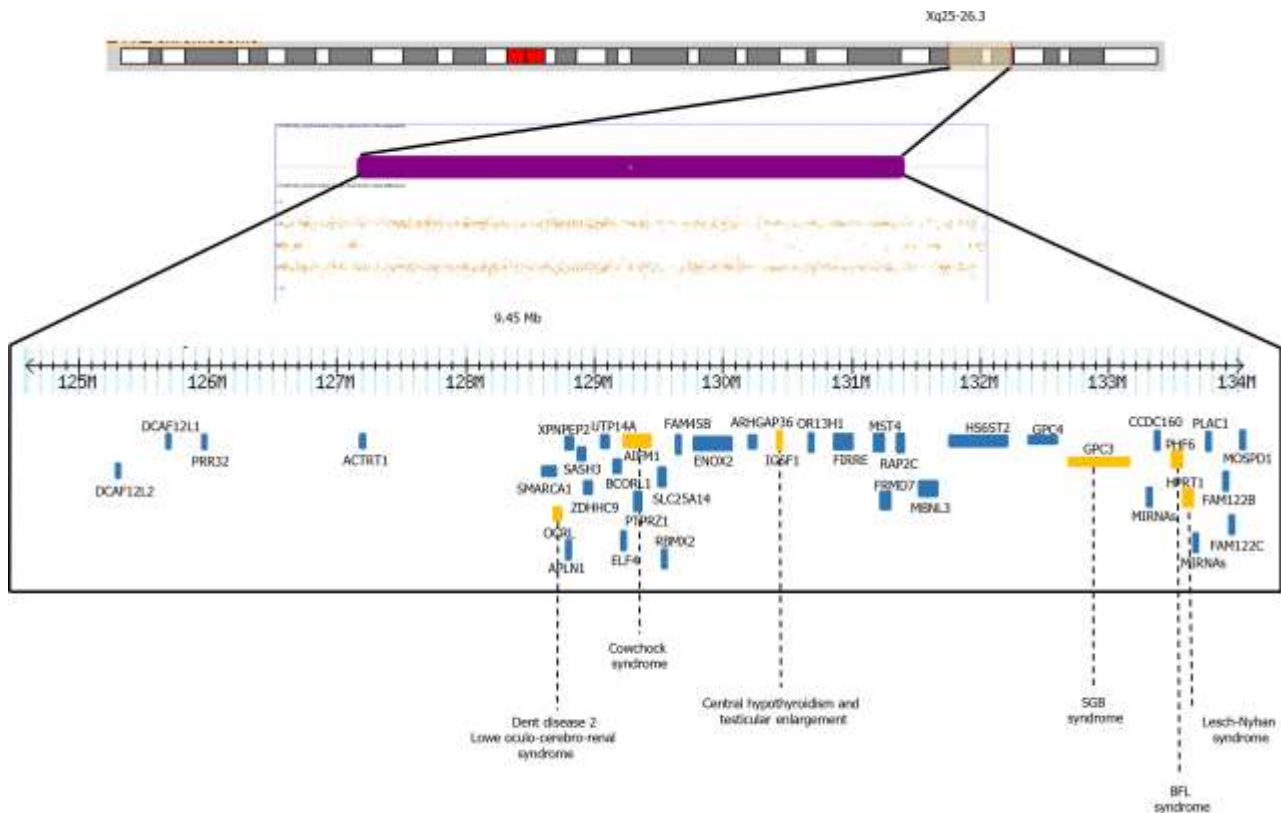 Xq25-26.3
9.45 Mb
125M 126M 127M 128M 129M 130M 131M 132M 133M 134M
DCAF12L1
PRR32
DCAF12L2
ACTRT1
XPNPEP2
UTP14A
AIFM1
SASH3
SMARCA1
BCORL1
ZDHHC9
OCRL
PTPRZ1
APLN1
ELF4
FAM45B
ENOX2
SLC25A14
RBMX2
ARHGAP36
IGSF1
OR13H1
FIRRE
MST4
RAP2C
FRMD7
MBNL3
HS6ST2
GPC4
GPC3
CCDC160
PLAC1
PHF6
MOSPD1
HPRT1
MIRNAs
FAM122B
FAM122C
MIRNAs
Cowchock
syndrome
Central hypothyroidism and
testicular enlargement
SGB
syndrome
Dent disease 2
Lowe oculo-cerebro-renal
syndrome
Lesch-Nyhan
syndrome
BFL
syndrome